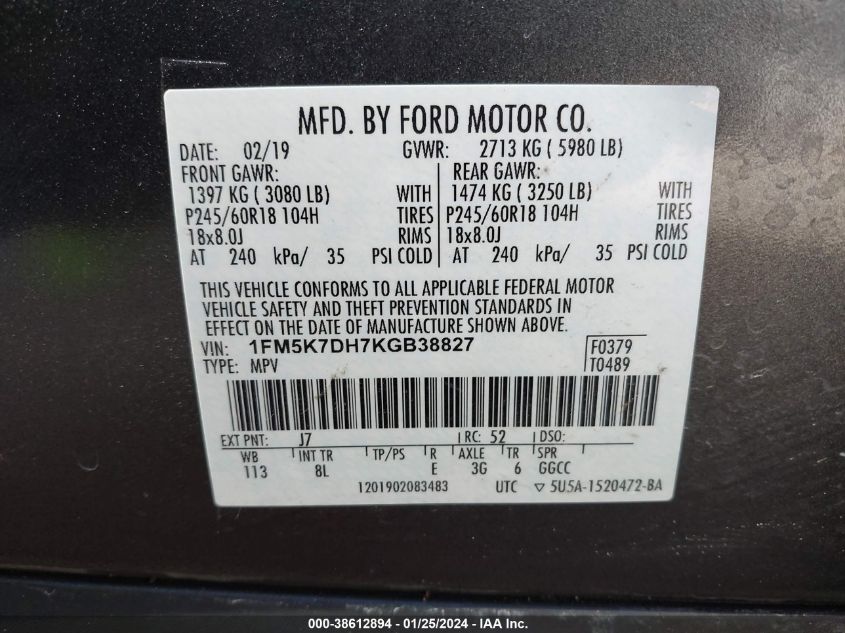 MFD. BY FORD MOTOR CO.
DATE: 02/19 GVWR: 2713 KG ( 5980 LB)
FRONT GAWR: REAR GAWR:
1397 KG ( 3080 LB) WITH 1474 KG ( 3250 LB) WITH
P245/60R18 104H TIRES P245/60R18 104H TIRES
18x8.0J RIMS 18x8.0J RIMS
AT 240 kPa/ 35 PSI COLD AT 240 kPa/ 35 PSI COLD
THIS VEHICLE CONFORMS TO ALL APPLICABLE FEDERAL MOTOR
VEHICLE SAFETY AND THEFT PREVENTION STANDARDS IN
EFFECT ON THE DATE OF MANUFACTURE SHOWN ABOVE.
VIN: 1FM5K7DH7KGB38827 F0379
TYPE: MPV T0489
EXT PNT: J7 RC: 52 DSO:
WB INT TR TP/PS R AXLE TR SPR
113 8L E 3G 6 GGCC
1201902083483 UTC ▽ 5U5A-1520472-BA
000-38612894 - 01/25/2024 - IAA Inc.